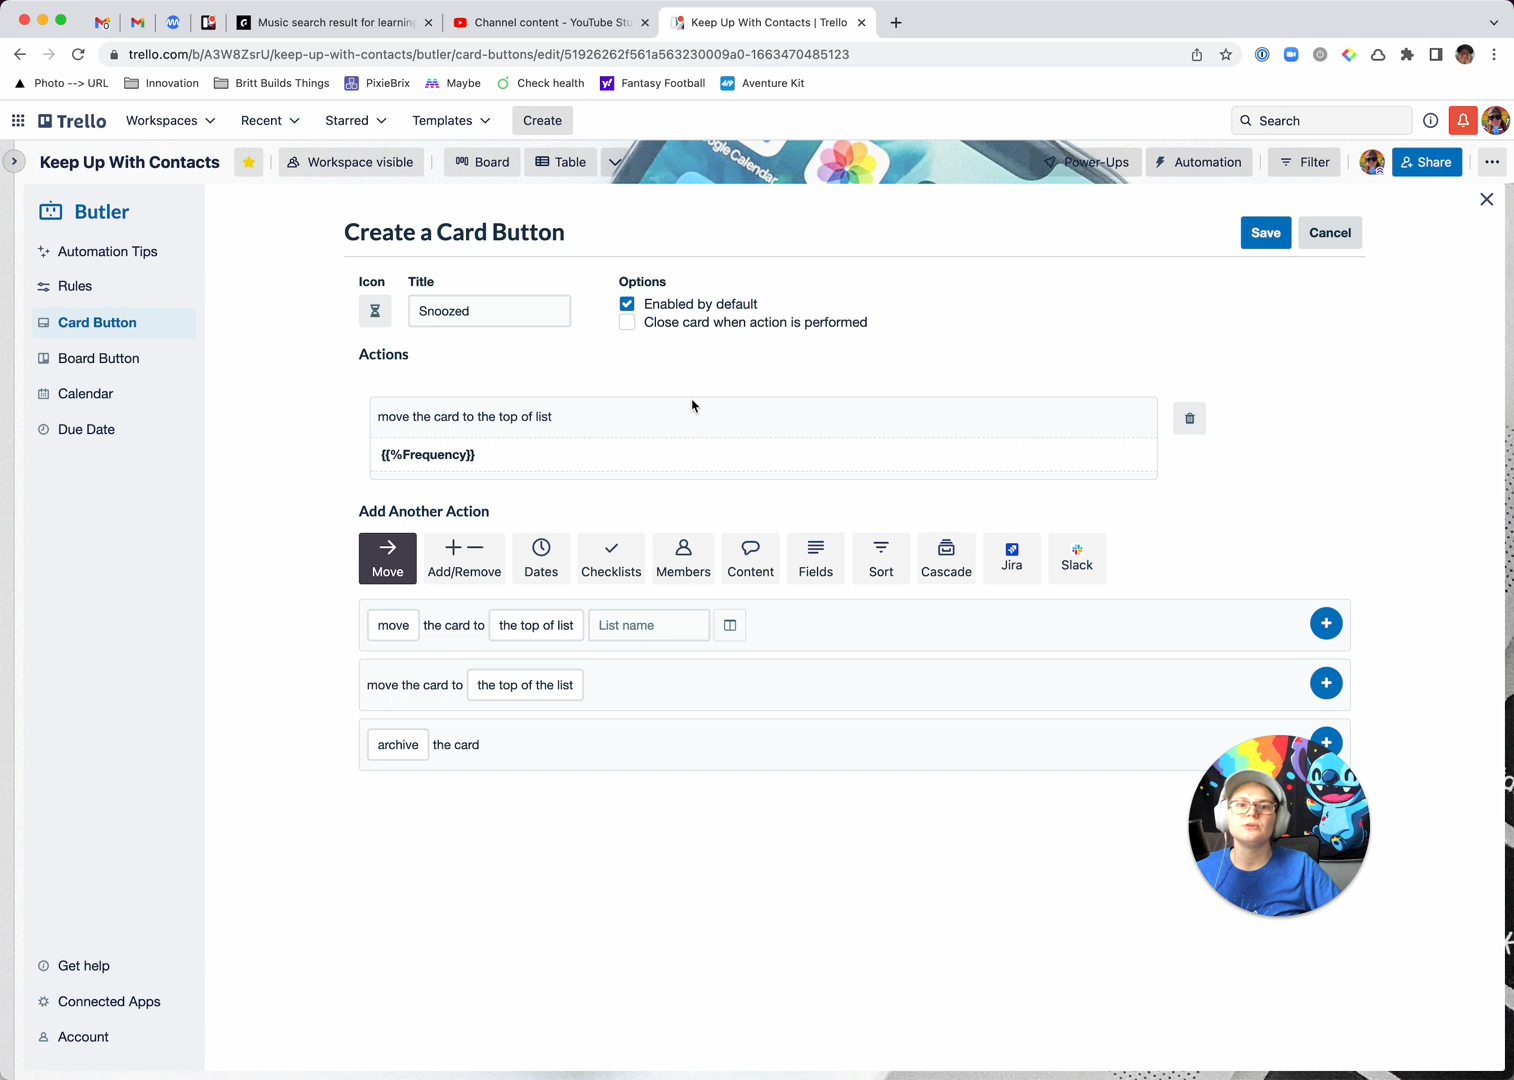 Music search result for learning
Channel content - YouTube Stu
Keep Up With Contacts | Trello
trello.com/b/A3W8ZsrU/keep-up-with-contacts/butler/card-buttons/edit/51926262f561a563230009a0-1663470485123
Photo --> URL
Innovation
Britt Builds Things
PixieBrix
Maybe
Check health
Fantasy Football
Aventure Kit
Trello
Workspaces
Recent
Starred
Templates
Create
Search
Keep Up With Contacts
Workspace visible
Board
Table
ogle Calendar
Power-Ups
Automation
Filter
Share
Butler
Automation Tips
Rules
Card Button
Board Button
Calendar
Due Date
Get help
Connected Apps
Account
Create a Card Button
Save
Cancel
Icon
Title
Options
Snoozed
Enabled by default
Close card when action is performed
Actions
move the card to the top of list
{{%Frequency}}
Add Another Action
Move
Add/Remove
Dates
Checklists
Members
Content
Fields
Sort
Cascade
Jira
Slack
move the card to the top of list List name
move the card to the top of the list
archive the card